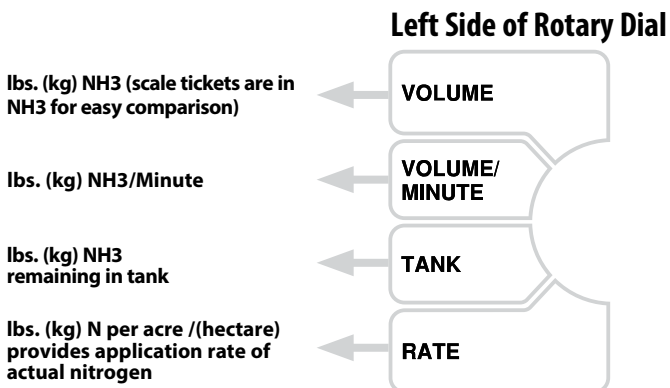 Left Side of Rotary Dial
lbs. (kg) NH3 (scale tickets are in
NH3 for easy comparison)
VOLUME
lbs. (kg) NH3/Minute
VOLUME/
MINUTE
lbs. (kg) NH3
remaining in tank
TANK
lbs. (kg) N per acre /(hectare)
provides application rate of
actual nitrogen
RATE